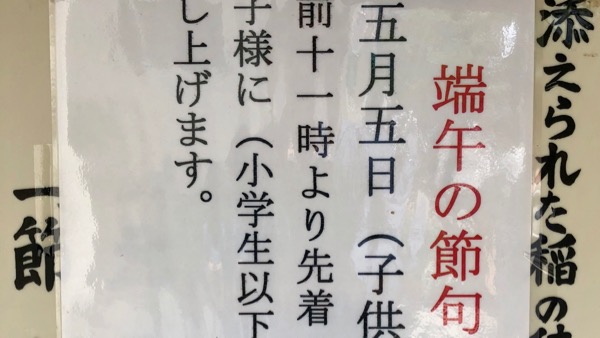 添えられた稲の
端午の節句
五月五日（子供
前十一時より先着
子様に（小学生以下
し上げます。
節